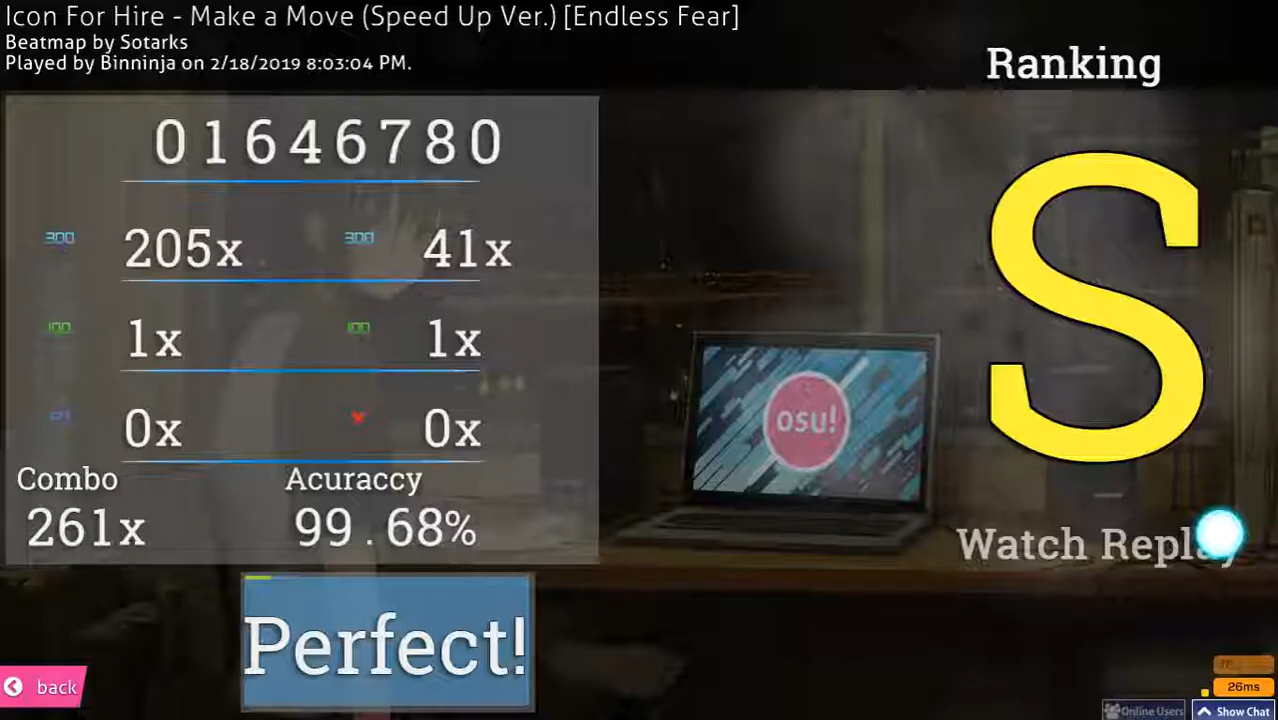 Icon For Hire - Make a Move (Speed Up Ver.) [Endless Fear]
Beatmap by Sotarks
Played by Binninja on 2/18/2019 8:03:04 PM.
Ranking
01646780
300 205x 300 41x
100 1x 100 1x
0x 0x
Combo Acuraccy
261x 99.68%
S
osu!
Watch Replay
Perfect!
back
26ms
Online Users Show Chat